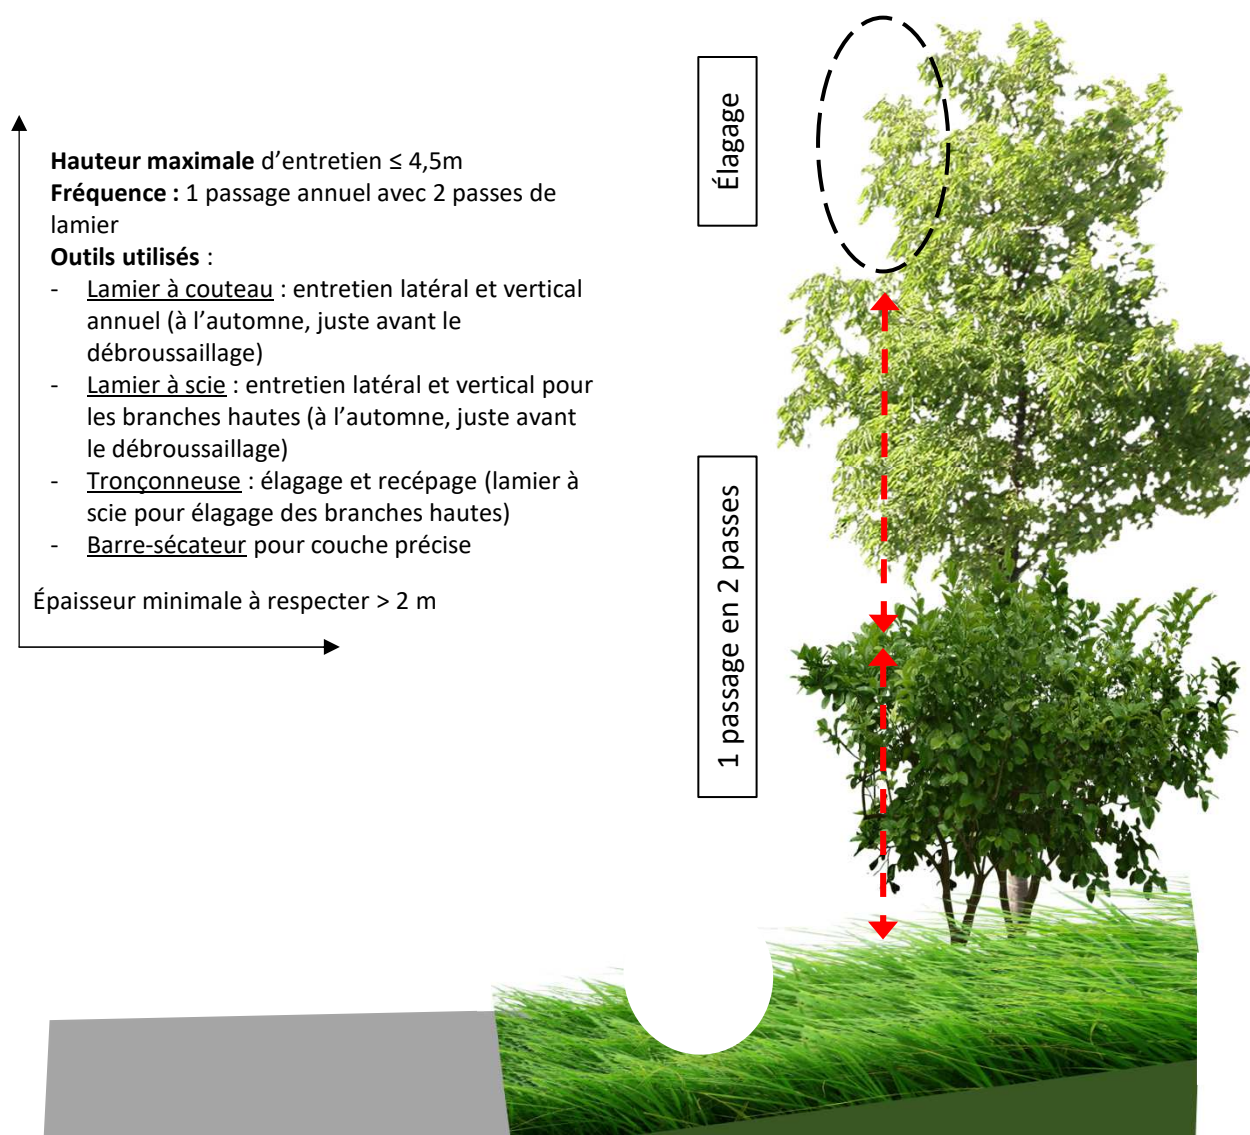 Élagage
Hauteur maximale d’entretien ≤ 4,5m
Fréquence : 1 passage annuel avec 2 passes de
lamier
Outils utilisés :
- Lamier à couteau : entretien latéral et vertical
annuel (à l’automne, juste avant le
débroussaillage)
- Lamier à scie : entretien latéral et vertical pour
les branches hautes (à l’automne, juste avant
le débroussaillage)
- Tronçonneuse : élagage et recépage (lamier à
scie pour élagage des branches hautes)
- Barre-sécateur pour couche précise
Épaisseur minimale à respecter > 2 m
1 passage en 2 passes